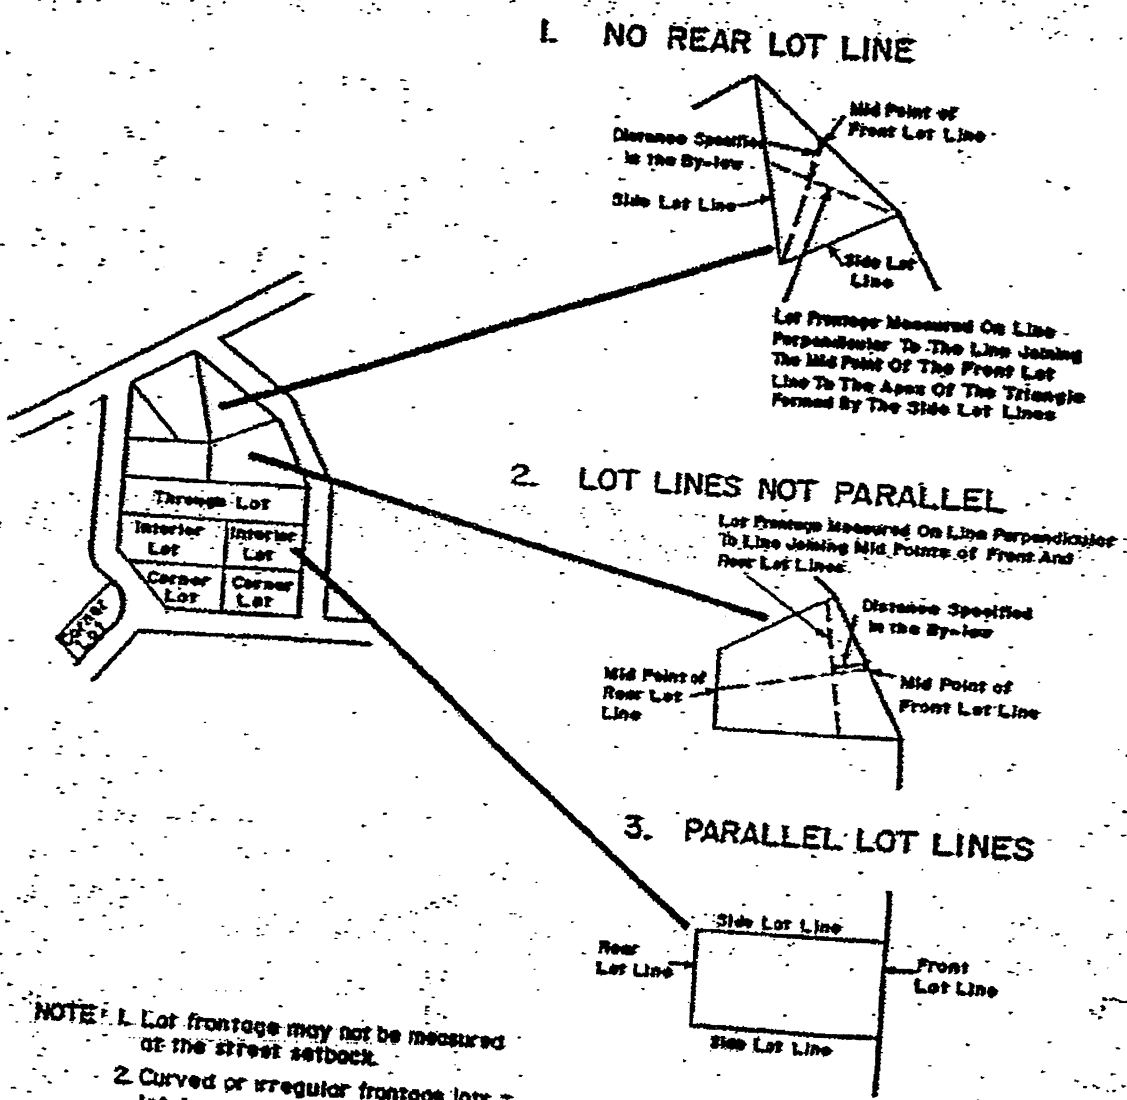 1. NO REAR LOT LINE
Mid Point of
Front Lot Line
Distance Specified
in the By-law
Side Lot Line
Side Lot
Line
Lot Frontage Measured On Line
Perpendicular To The Line Joining
The Mid Point Of The Front Lot
Line To The Apex Of The Triangle
Formed By The Side Lot Lines
2. LOT LINES NOT PARALLEL
Lot Frontage Measured On Line Perpendicular
To Line Joining Mid Points of Front And
Rear Lot Lines
Distance Specified
in the By-law
Mid Point of
Rear Lot
Line
Mid Point of
Front Lot Line
Through Lot
Interior
Lot
Interior
Lot
Corner
Lot
Corner
Lot
Corner
Lot
3. PARALLEL LOT LINES
Side Lot Line
Rear
Lot Line
Front
Lot Line
Side Lot Line
NOTE: 1. Lot frontage may not be measured
at the street setback.
2. Curved or irregular frontage lots